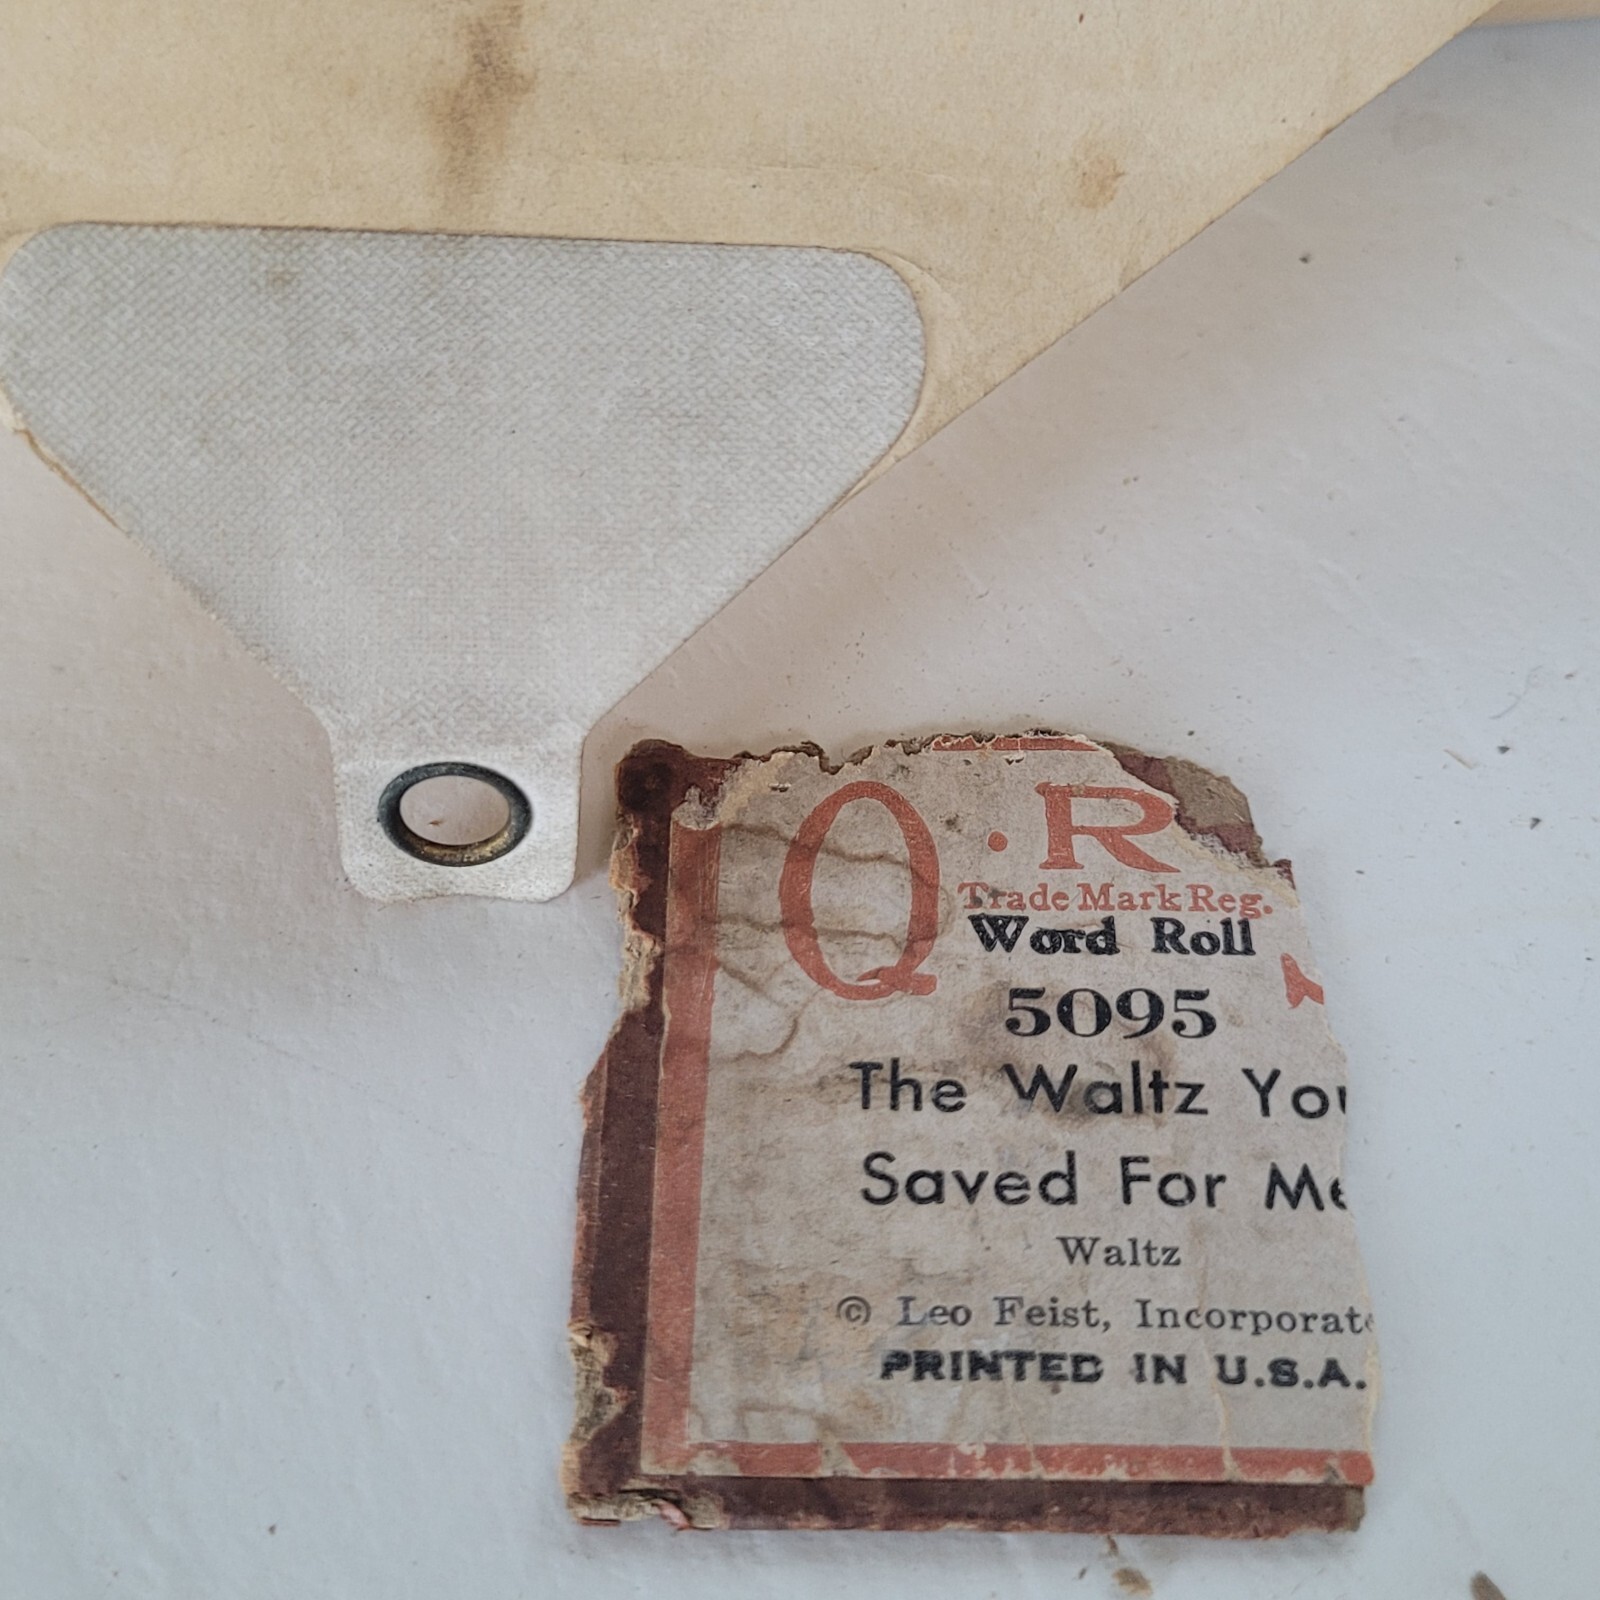 Q·R
Trade Mark Reg.
Word Roll
5095
The Waltz You
Saved For Me
Waltz
© Leo Feist, Incorporate
PRINTED IN U.S.A.